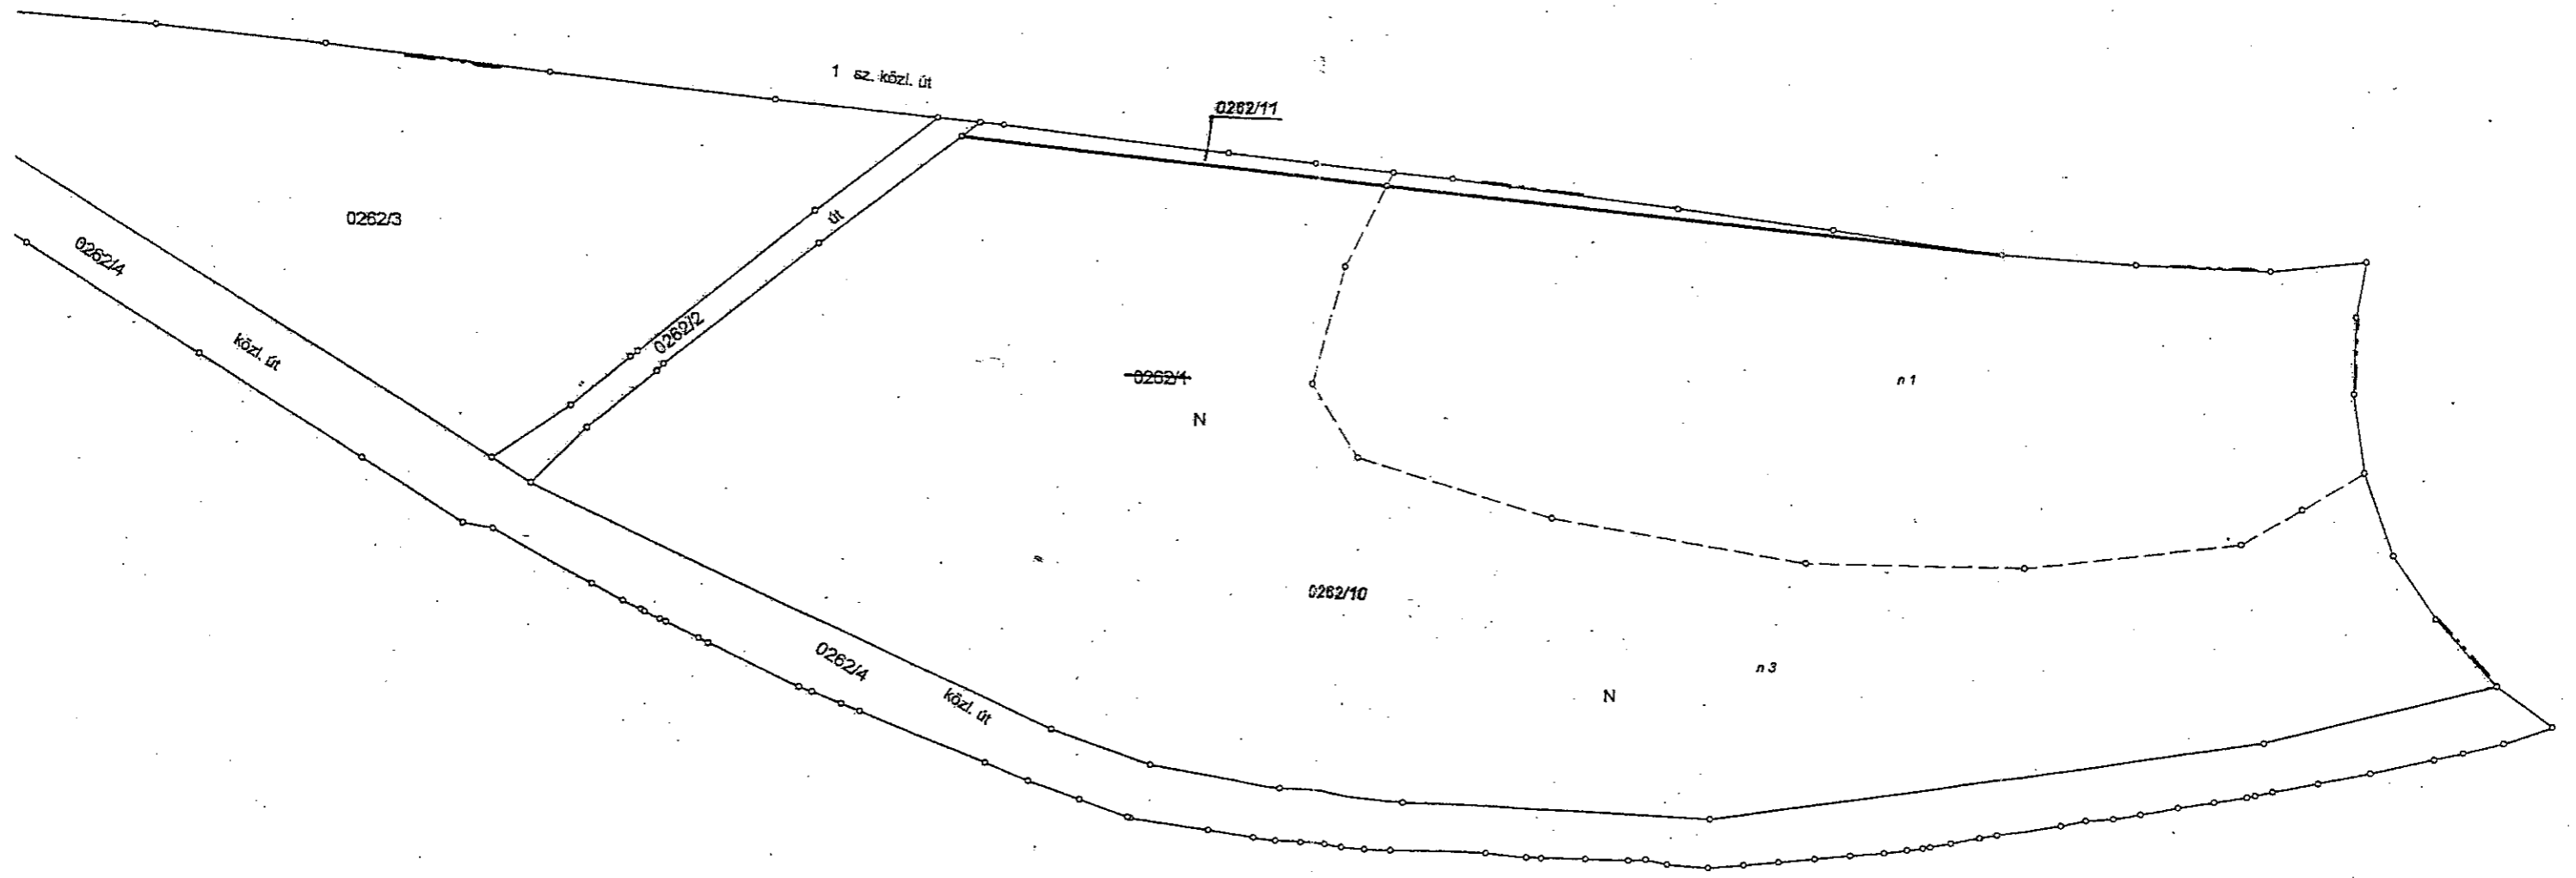 1 sz. közl. út
0262/11
0262/3
út
0262/4
0262/2
közl. út
0262/1
n 1
N
0262/10
0262/4
n 3
közl. út
N